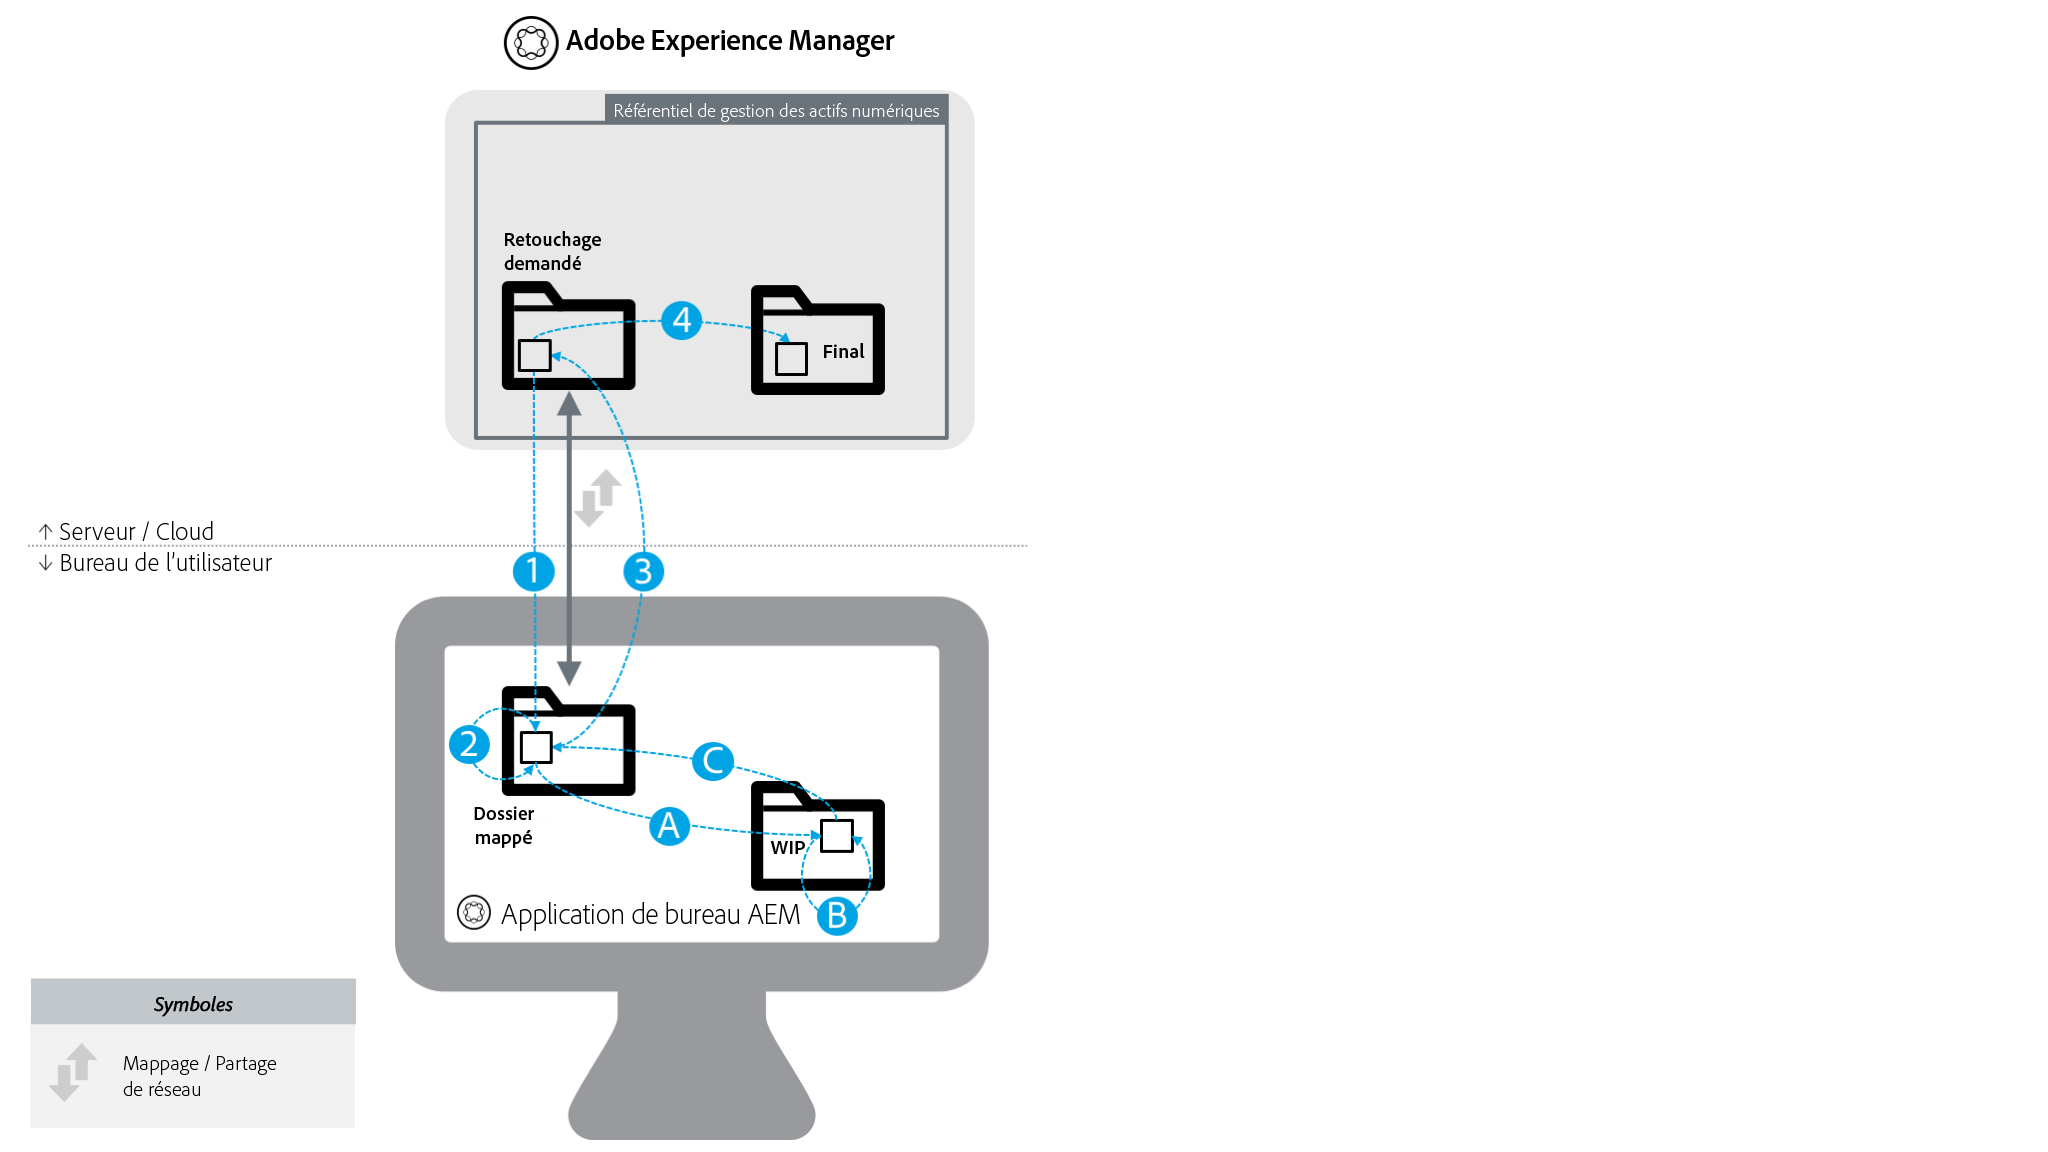 Adobe Experience Manager
Référentiel de gestion des actifs numériques
Retouchage
demandé
4
Final
↑ Serveur / Cloud
↓ Bureau de l'utilisateur
1
3
2
C
Dossier
mappé
A
WIP
Application de bureau AEM
B
Symboles
Mappage / Partage
de réseau